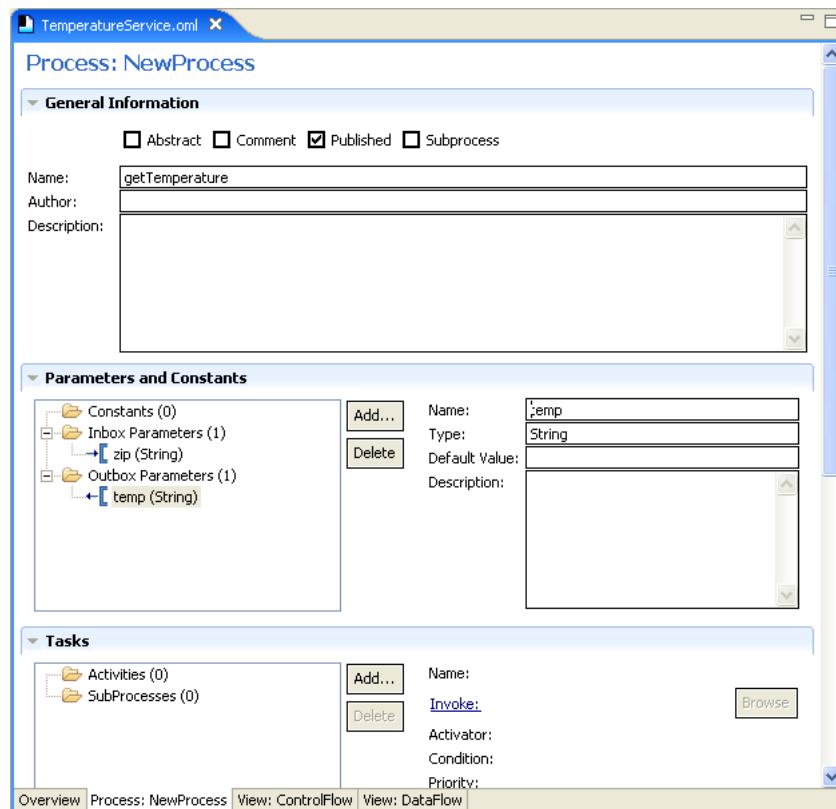 TemperatureService.oml
Process: NewProcess
General Information
Abstract Comment Published Subprocess
Name: getTemperature
Author:
Description:
Parameters and Constants
Constants (0)
Inbox Parameters (1)
zip (String)
Outbox Parameters (1)
temp (String)
Add...
Delete
Name: temp
Type: String
Default Value:
Description:
Tasks
Activities (0)
SubProcesses (0)
Add...
Delete
Name:
Invoke: Browse
Activator:
Condition:
Priority:
Overview Process: NewProcess View: ControlFlow View: DataFlow